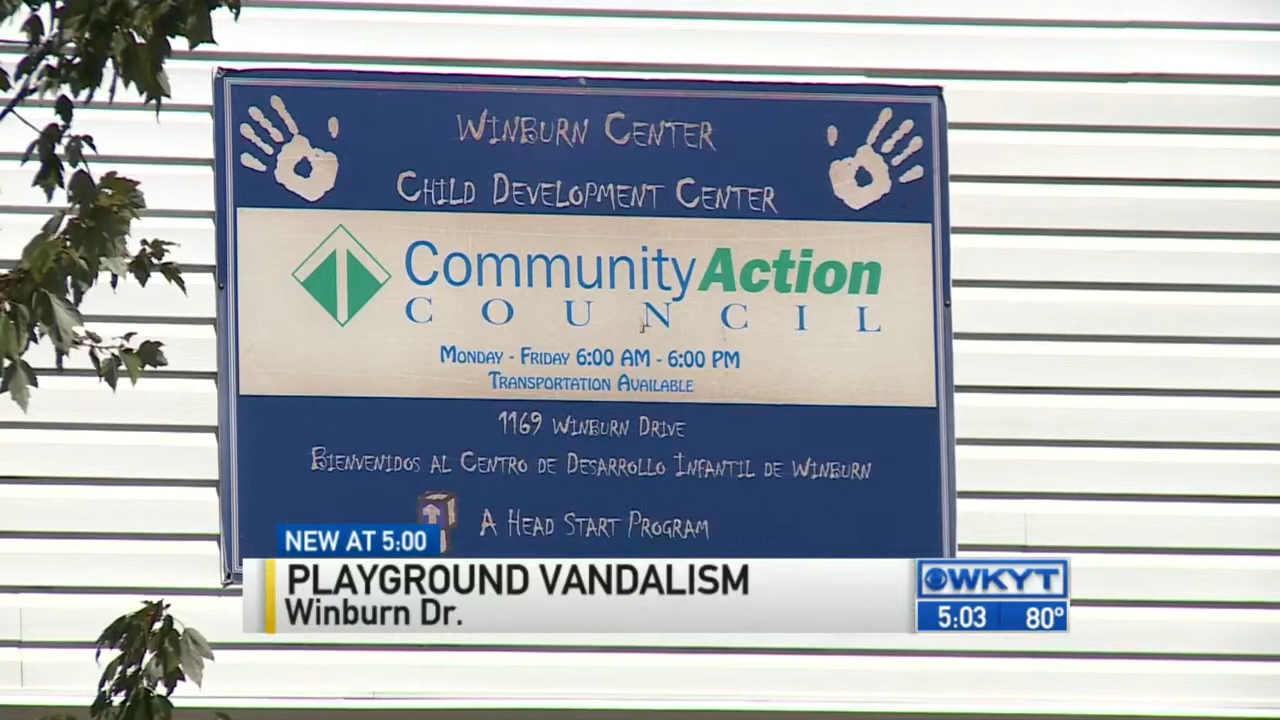 WINBURN CENTER
CHILD DEVELOPMENT CENTER
CommunityAction
COUNCIL
MONDAY - FRIDAY 6:00 AM - 6:00 PM
TRANSPORTATION AVAILABLE
1169 WINBURN DRIVE
BIENVENIDOS AL CENTRO DE DESARROLLO INFANTIL DE WINBURN
A HEAD START PROGRAM
NEW AT 5:00
PLAYGROUND VANDALISM
Winburn Dr.
WKYT
5:03 80°